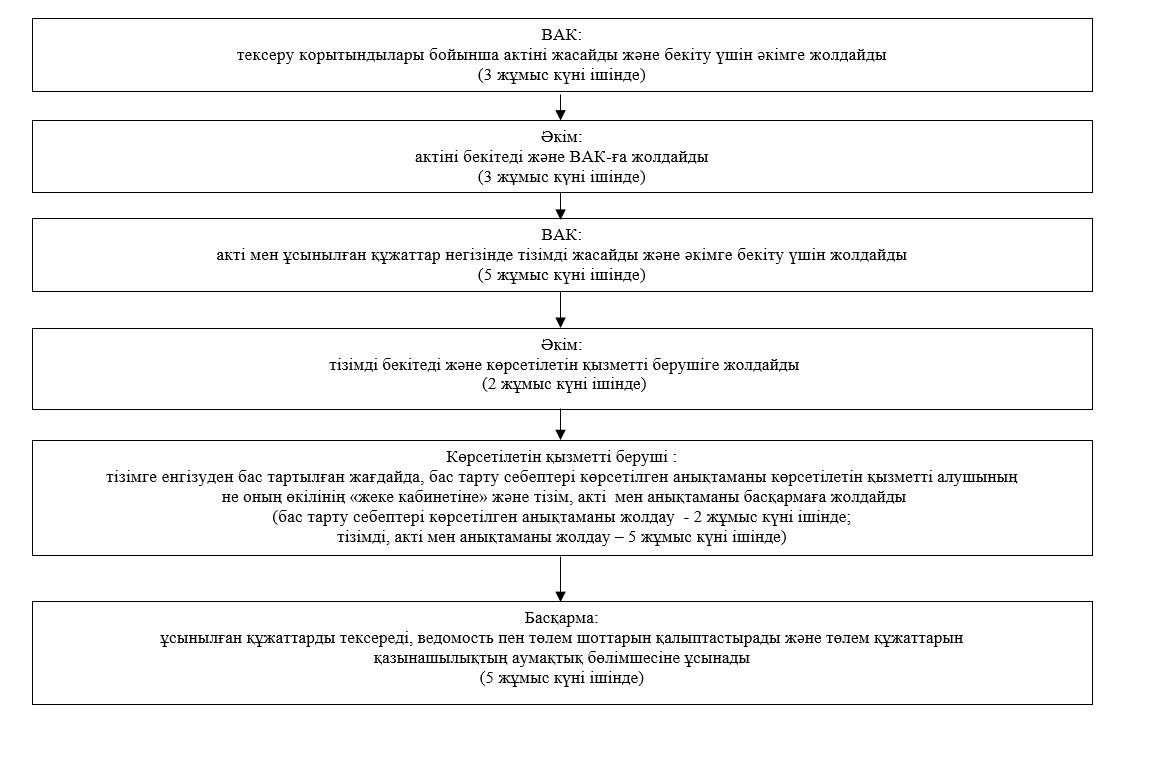 ВАК:
тексеру корытындылары бойынша актіні жасайды және бекіту үшін әкімге жолдайды
(3 жұмыс күні ішінде)
Әкім:
актіні бекітеді және ВАК-ға жолдайды
(3 жұмыс күні ішінде)
ВАК:
акті мен ұсынылған құжаттар негізінде тізімді жасайды және әкімге бекіту үшін жолдайды
(5 жұмыс күні ішінде)
Әкім:
тізімді бекітеді және көрсетілетін қызметті берушіге жолдайды
(2 жұмыс күні ішінде)
Көрсетілетін қызметті беруші :
тізімге енгізуден бас тартылған жағдайда, бас тарту себептері көрсетілген анықтаманы көрсетілетін қызметті алушының
не оның өкілінің «жеке кабинетіне» және тізім, акті  мен анықтаманы басқармаға жолдайды
(бас тарту себептері көрсетілген анықтаманы жолдау  - 2 жұмыс күні ішінде;
тізімді, акті мен анықтаманы жолдау – 5 жұмыс күні ішінде)
Басқарма:
ұсынылған құжаттарды тексереді, ведомость пен төлем шоттарын қалыптастырады және төлем құжаттарын
қазынашылықтың аумақтық бөлімшесіне ұсынады
(5 жұмыс күні ішінде)